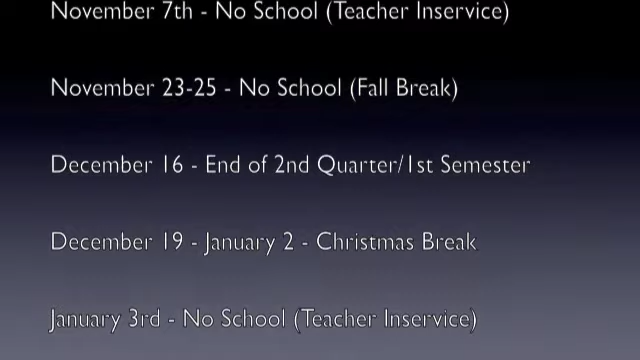 November 7th - No School (Teacher Inservice)
November 23-25 - No School (Fall Break)
December 16 - End of 2nd Quarter/1st Semester
December 19 - January 2 - Christmas Break
January 3rd - No School (Teacher Inservice)